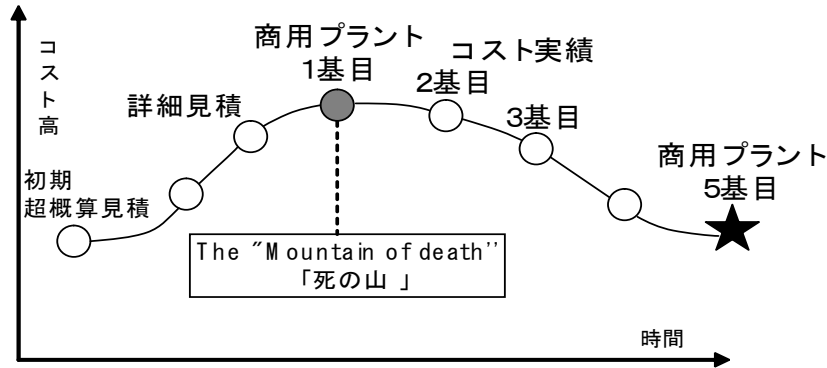 コスト高
商用プラント
1基目
コスト実績
2基目
3基目
詳細見積
商用プラント
5基目
初期
超概算見積
The "Mountain of death''
「死の山 」
時間